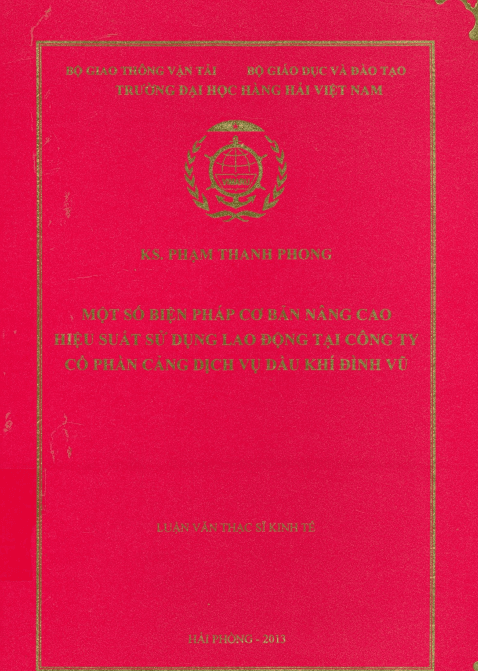 BỘ GIAO THÔNG VẬN TẢI BỘ GIÁO DỤC VÀ ĐÀO TẠO
TRƯỜNG ĐẠI HỌC HÀNG HẢI VIỆT NAM
VIMARU
KS. PHẠM THANH PHONG
MỘT SỐ BIỆN PHÁP CƠ BẢN NÂNG CAO
HIỆU SUẤT SỬ DỤNG LAO ĐỘNG TẠI CÔNG TY
CỔ PHẦN CẢNG DỊCH VỤ DẦU KHÍ ĐÌNH VŨ
LUẬN VĂN THẠC SĨ KINH TẾ
HẢI PHÒNG - 2013